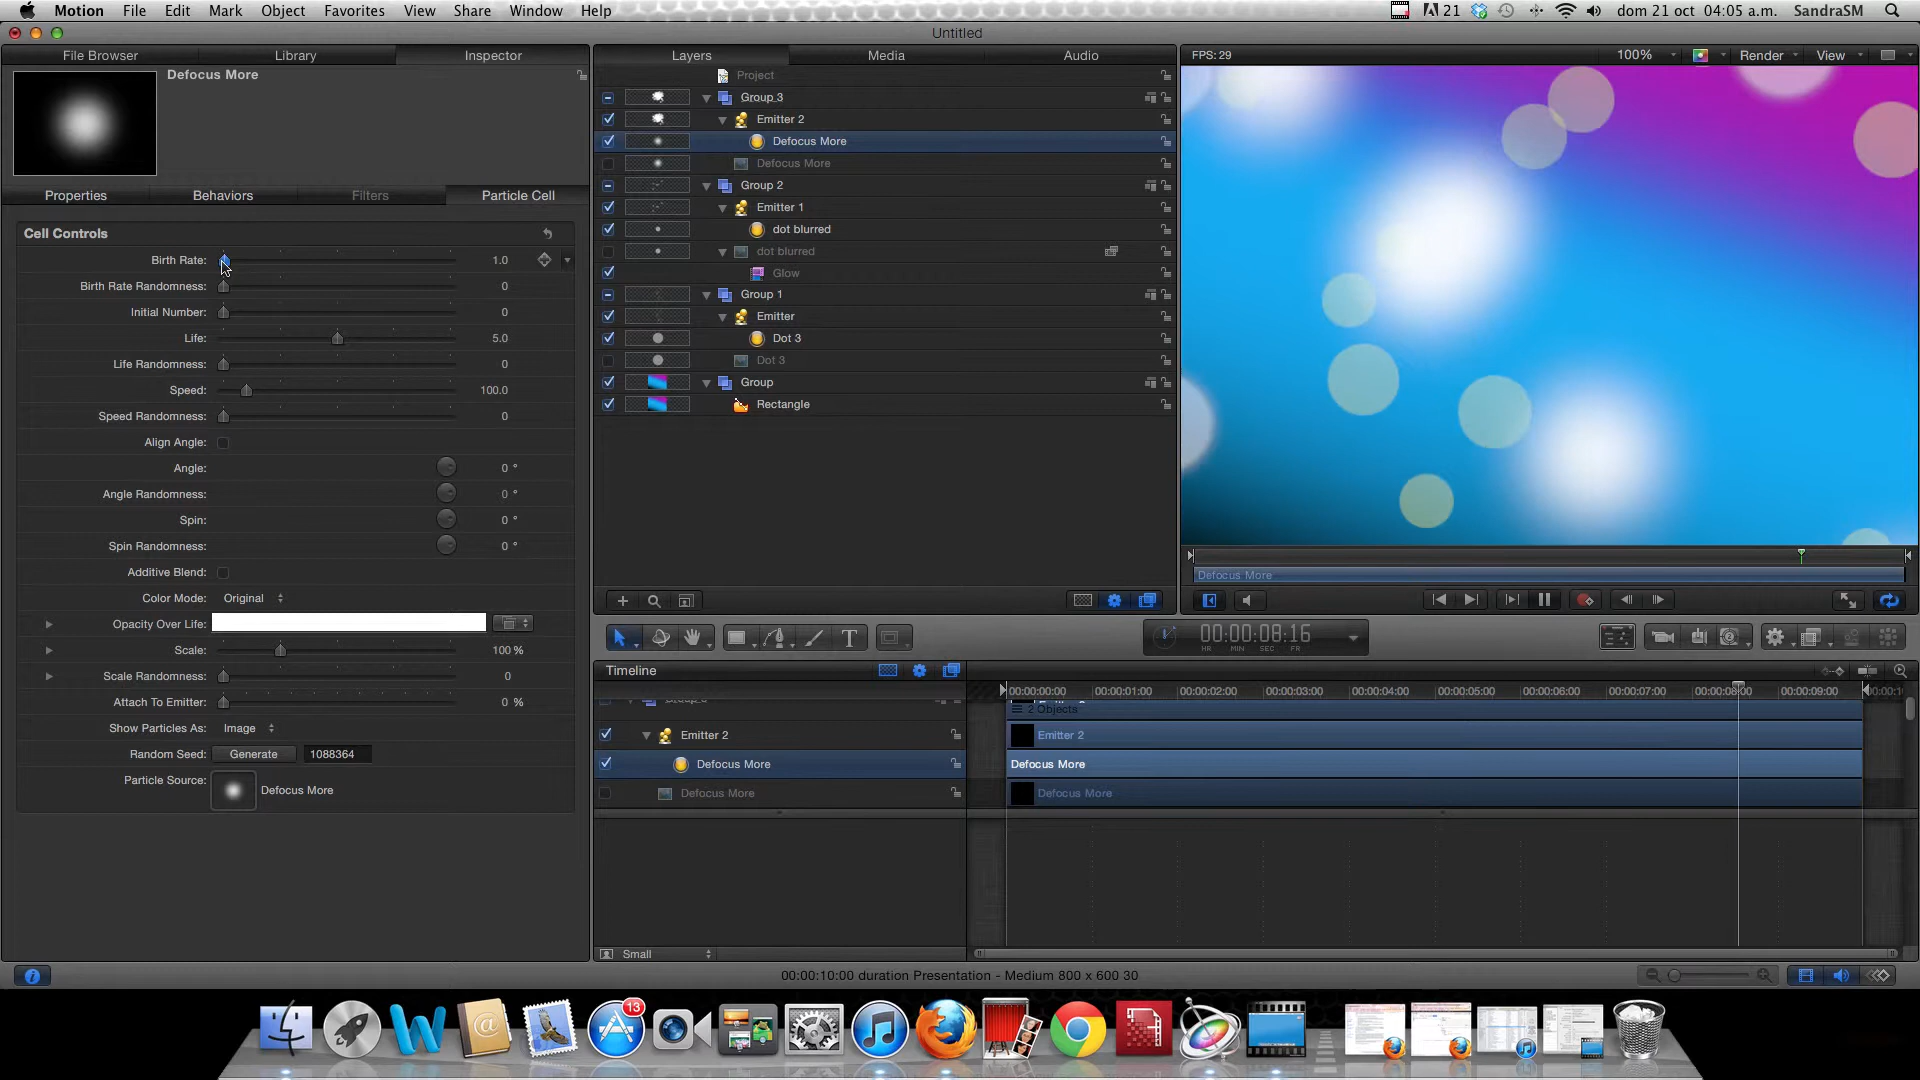 Motion File Edit Mark Object Favorites View Share Window Help 21 dom 21 oct 04:05 a.m. SandraSM
Untitled
File Browser Library Inspector
Defocus More
Properties Behaviors Filters Particle Cell
Cell Controls
Birth Rate: 1.0
Birth Rate Randomness: 0
Initial Number: 0
Life: 5.0
Life Randomness: 0
Speed: 100.0
Speed Randomness: 0
Align Angle:
Angle: 0 °
Angle Randomness: 0 °
Spin: 0 °
Spin Randomness: 0 °
Additive Blend:
Color Mode: Original
Opacity Over Life:
Scale: 100 %
Scale Randomness: 0
Attach To Emitter: 0 %
Show Particles As: Image
Random Seed: Generate 1088364
Particle Source: Defocus More
Layers Media Audio
Project
Group 3
Emitter 2
Defocus More
Defocus More
Group 2
Emitter 1
dot blurred
dot blurred
Glow
Group 1
Emitter
Dot 3
Dot 3
Group
Rectangle
FPS: 29 100% Render View
Defocus More
T 00:00:08:16
HR MIN SEC FR
Timeline
00:00:00:00 00:00:01:00 00:00:02:00 00:00:03:00 00:00:04:00 00:00:05:00 00:00:06:00 00:00:07:00 00:00:08:00 00:00:09:00
2 Objects
Emitter 2 Emitter 2
Defocus More Defocus More
Defocus More Defocus More
Small
00:00:10:00 duration Presentation - Medium 800 x 600 30
13